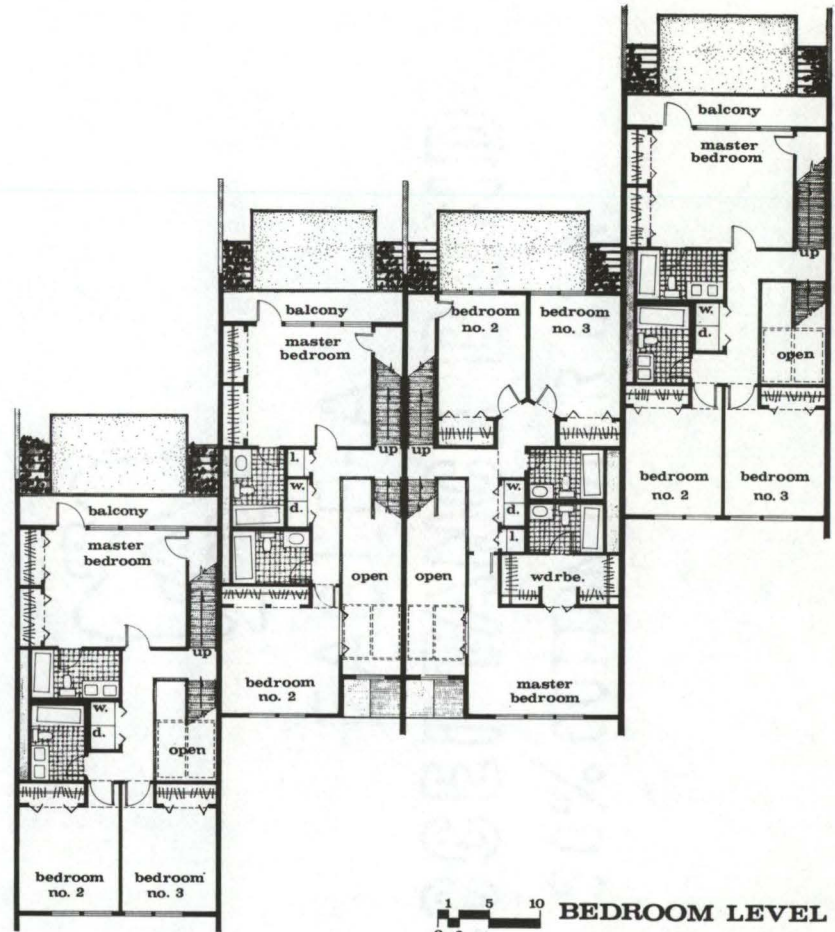 balcony
master
bedroom
up
w.
d.
open
bedroom
no. 2
bedroom
no. 3
balcony
master
bedroom
up
l.
w.
d.
open
bedroom
no. 2
bedroom
no. 2
bedroom
no. 3
up
w.
d.
l.
open
wdrbe.
master
bedroom
balcony
master
bedroom
up
w.
d.
open
bedroom
no. 2
bedroom
no. 3
1 5 10
BEDROOM LEVEL